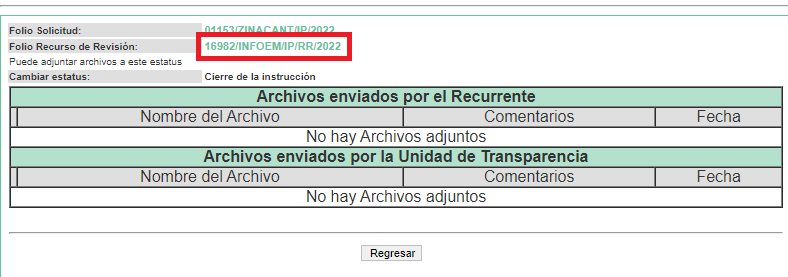 Folio Solicitud: 01153/ZINACANT/IP/2022
Folio Recurso de Revisión: 16982/INFOEM/IP/RR/2022
Puede adjuntar archivos a este estatus
Cambiar estatus: Cierre de la instrucción
Archivos enviados por el Recurrente
Nombre del Archivo Comentarios Fecha
No hay Archivos adjuntos
Archivos enviados por la Unidad de Transparencia
Nombre del Archivo Comentarios Fecha
No hay Archivos adjuntos
Regresar